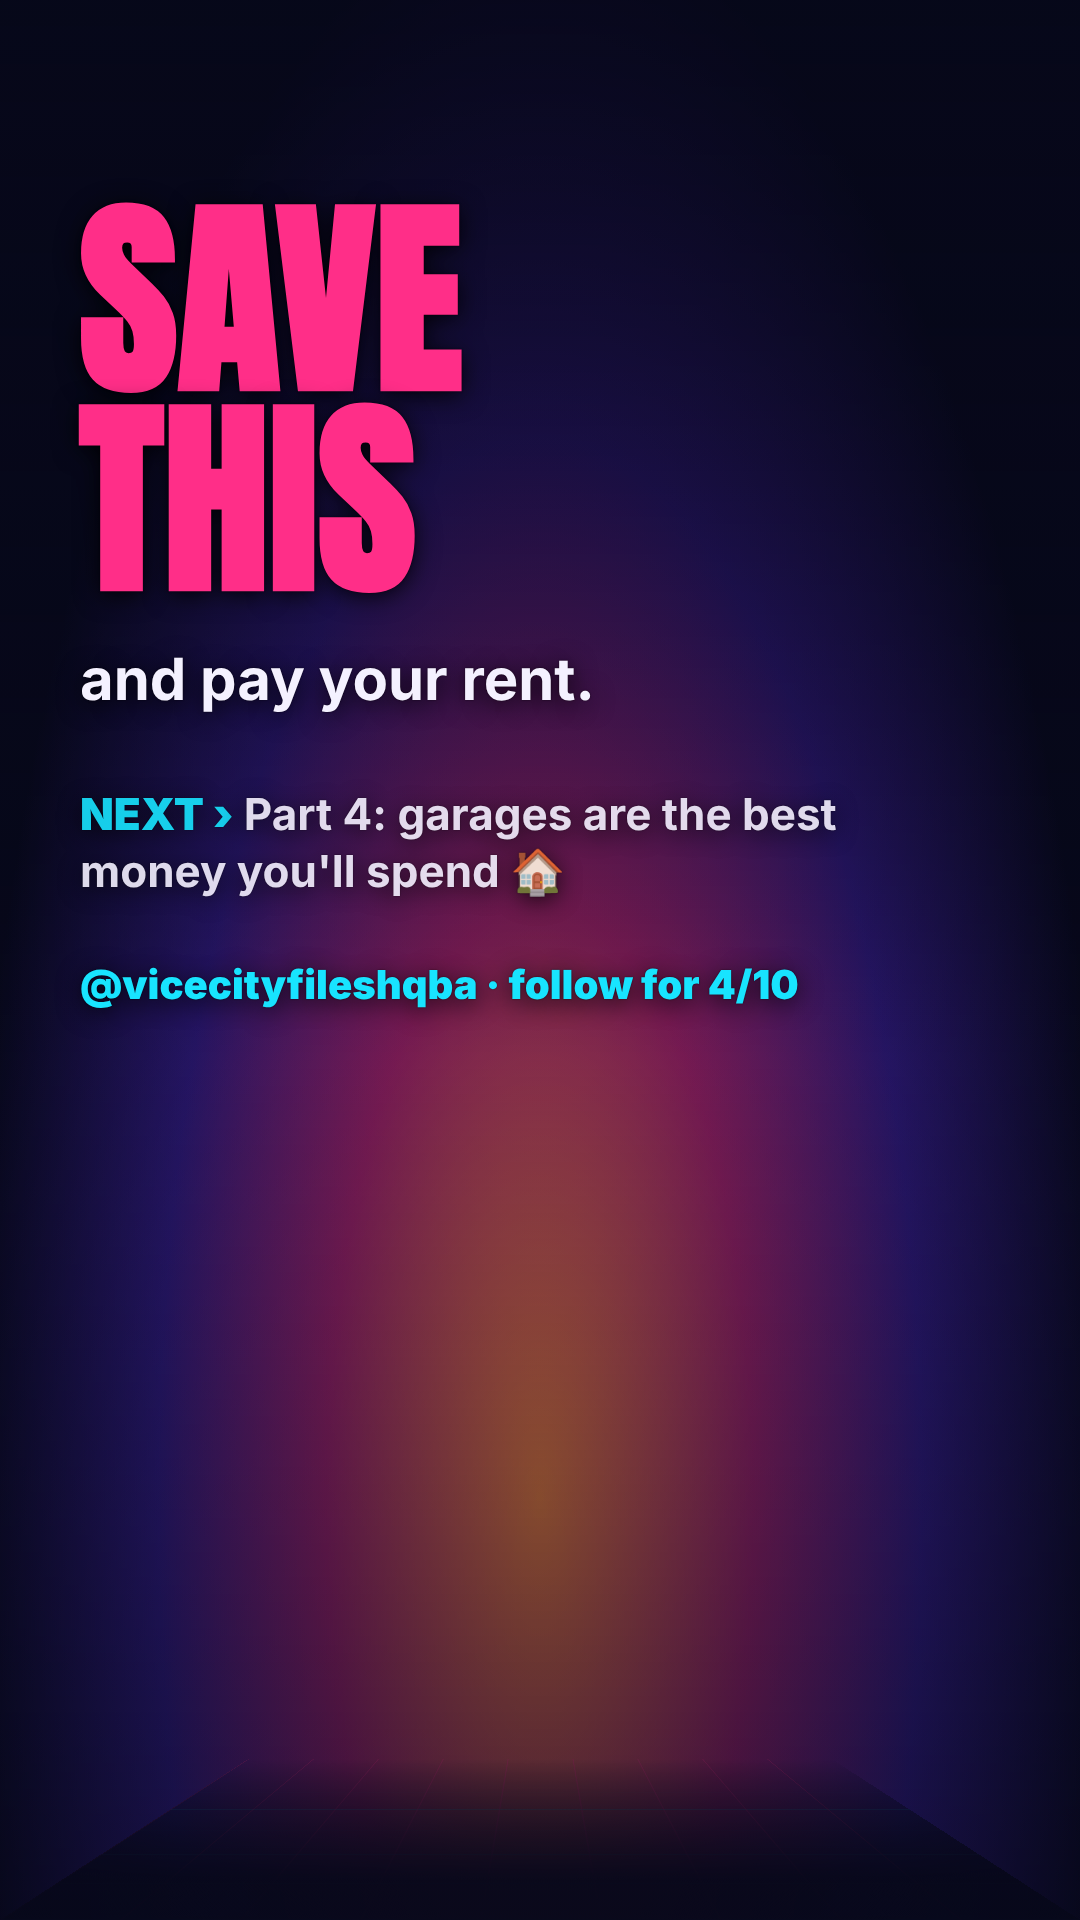 SAVE
THIS
and pay your rent.
NEXT › Part 4: garages are the best
money you'll spend 🏠
@vicecityfileshqba · follow for 4/10